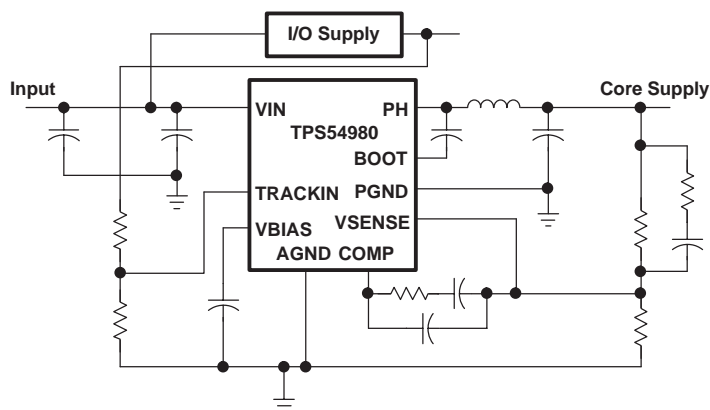 I/O Supply
Input
Core Supply
VIN
PH
TPS54980
BOOT
TRACKIN
PGND
VBIAS
VSENSE
AGND COMP